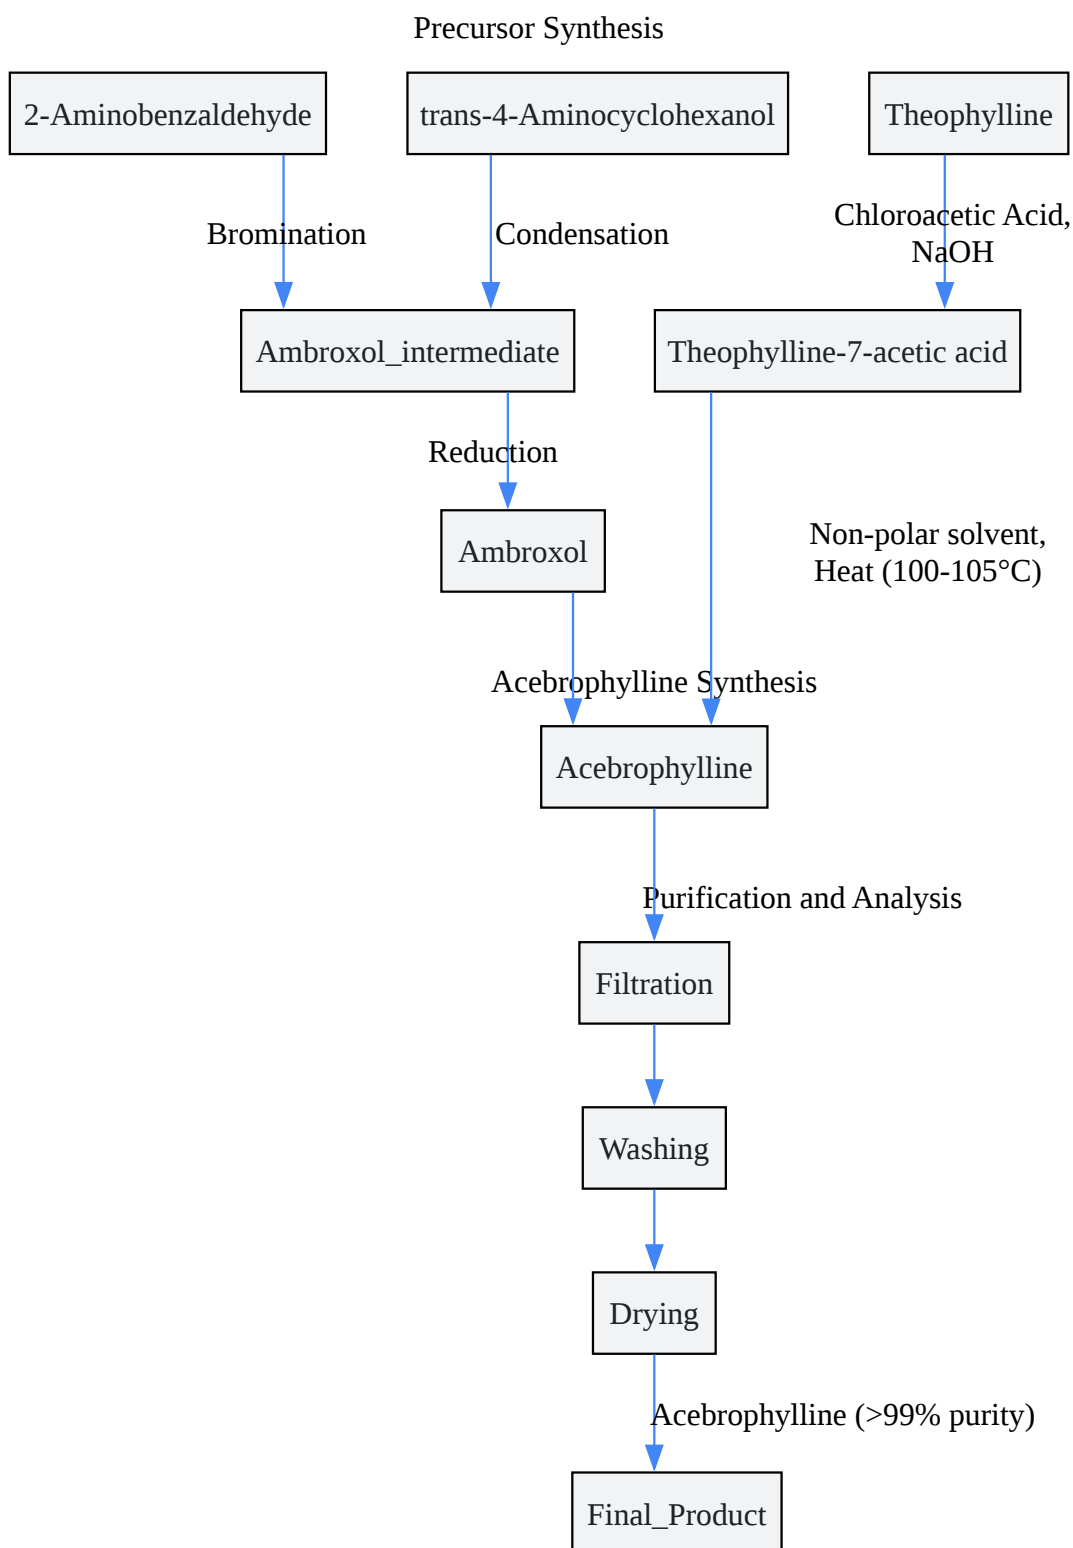 Precursor Synthesis
2-Aminobenzaldehyde
trans-4-Aminocyclohexanol
Theophylline
Bromination
Condensation
Chloroacetic Acid,
NaOH
Ambroxol_intermediate
Theophylline-7-acetic acid
Reduction
Ambroxol
Non-polar solvent,
Heat (100-105°C)
Acebrophylline Synthesis
Acebrophylline
Purification and Analysis
Filtration
Washing
Drying
Acebrophylline (>99% purity)
Final_Product